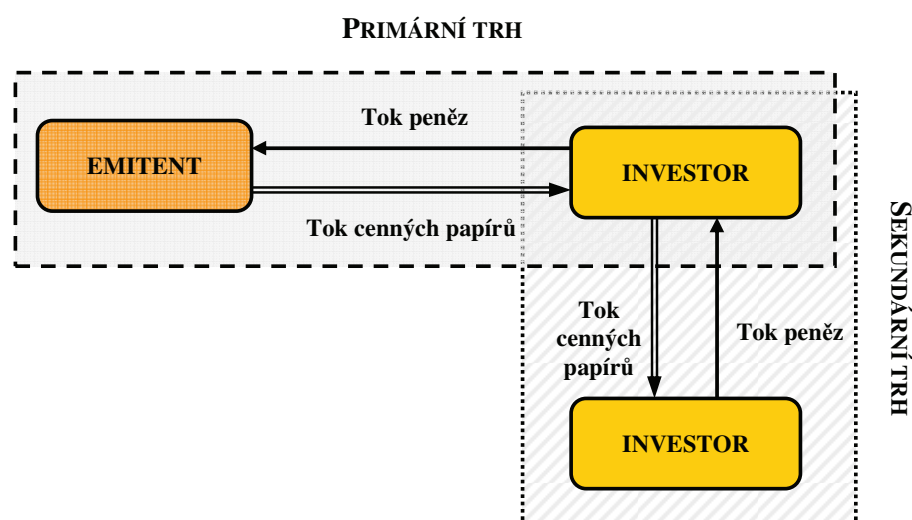 PRIMÁRNÍ TRH
Tok peněz
EMITENT
INVESTOR
Tok cenných papírů
SEKUNDÁRNÍ TRH
Tok
cenných
papírů
Tok peněz
INVESTOR